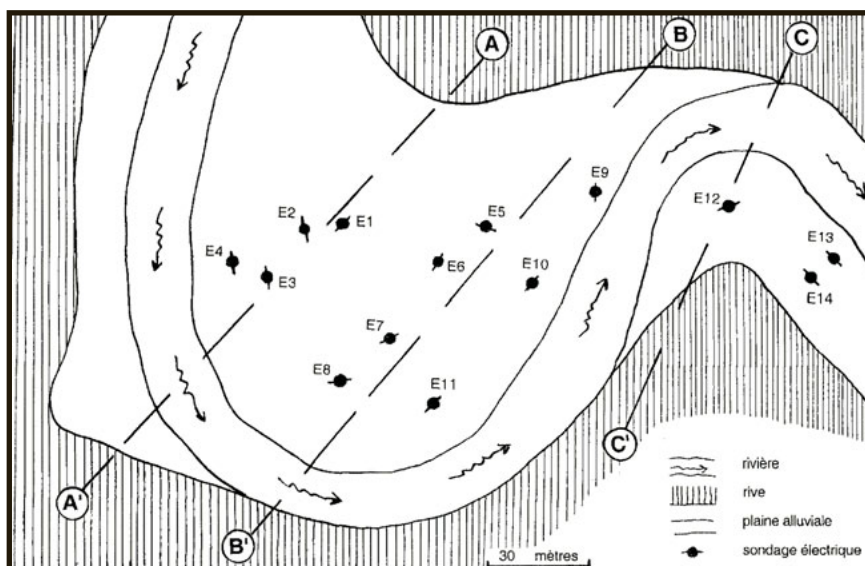 A
B
C
E9
E2
E1
E5
E12
E4
E3
E6
E10
E13
E14
E7
E8
E11
C'
A'
B'
rivière
rive
plaine alluviale
sondage électrique
30 mètres